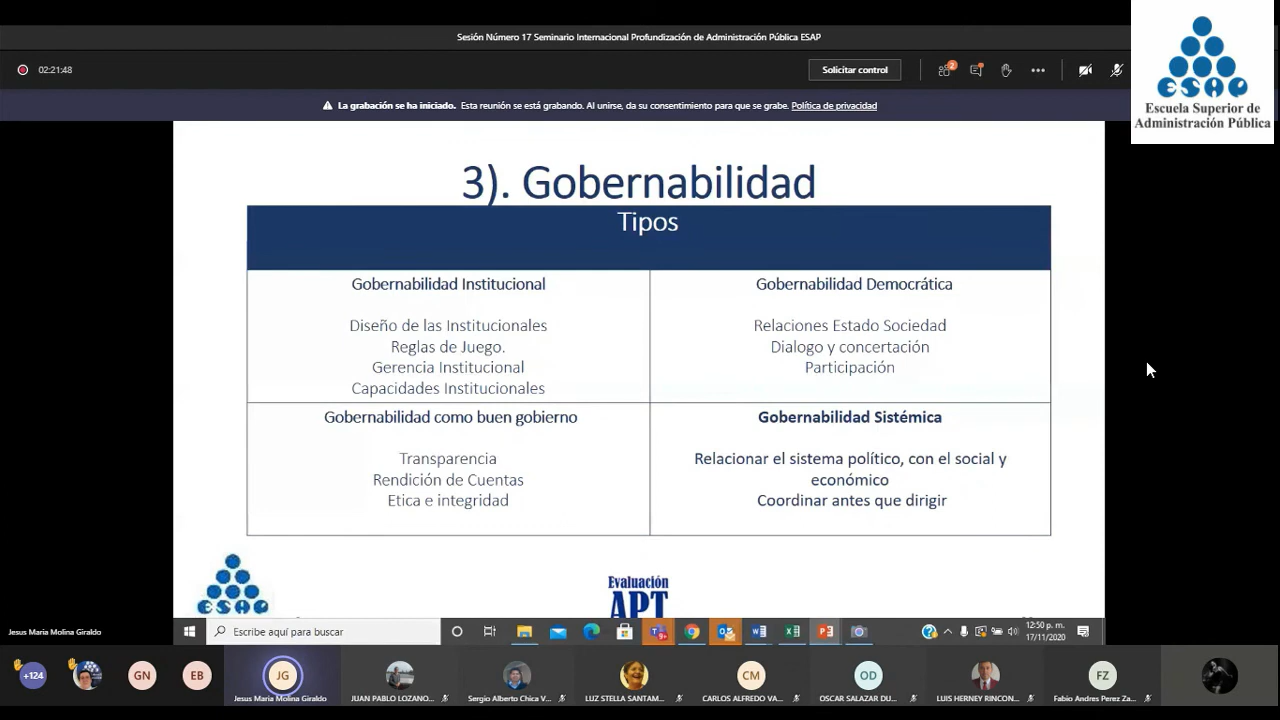 Sesión Número 17 Seminario Internacional Profundización de Administración Pública ESAP
02:21:48
Solicitar control
2
ESAP
Escuela Superior de
Administración Pública
La grabación se ha iniciado. Esta reunión se está grabando. Al unirse, da su consentimiento para que se grabe. Política de privacidad
3). Gobernabilidad
Tipos
Gobernabilidad Institucional
Diseño de las Institucionales
Reglas de Juego.
Gerencia Institucional
Capacidades Institucionales
Gobernabilidad Democrática
Relaciones Estado Sociedad
Dialogo y concertación
Participación
Gobernabilidad como buen gobierno
Transparencia
Rendición de Cuentas
Etica e integridad
Gobernabilidad Sistémica
Relacionar el sistema político, con el social y
económico
Coordinar antes que dirigir
ESAP
Evaluación
APT
Jesus Maria Molina Giraldo
Escribe aquí para buscar
12:50 p. m.
17/11/2020
+124
GN
EB
JG
Jesus Maria Molina Giraldo
JUAN PABLO LOZANO...
Sergio Alberto Chica V...
LUZ STELLA SANTAM...
CM
CARLOS ALFREDO VA...
OD
OSCAR SALAZAR DU...
LUIS HERNEY RINCON...
FZ
Fabio Andres Perez Za...